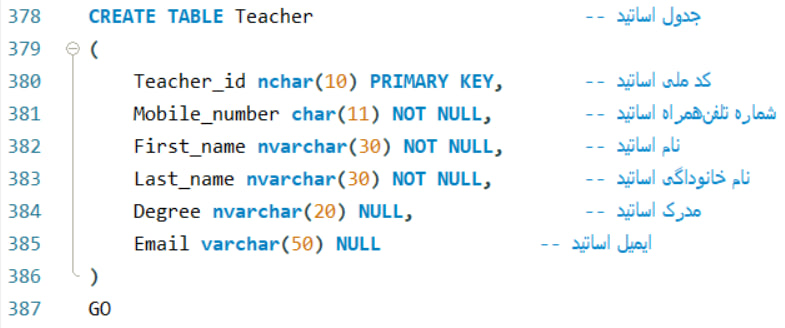 378 CREATE TABLE Teacher -- جدول اساتید
379 (
380 Teacher_id nchar(10) PRIMARY KEY, -- کد ملی اساتید
381 Mobile_number char(11) NOT NULL, -- شماره تلفن‌همراه اساتید
382 First_name nvarchar(30) NOT NULL, -- نام اساتید
383 Last_name nvarchar(30) NOT NULL, -- نام خانوداگی اساتید
384 Degree nvarchar(20) NULL, -- مدرک اساتید
385 Email varchar(50) NULL -- ایمیل اساتید
386 )
387 GO